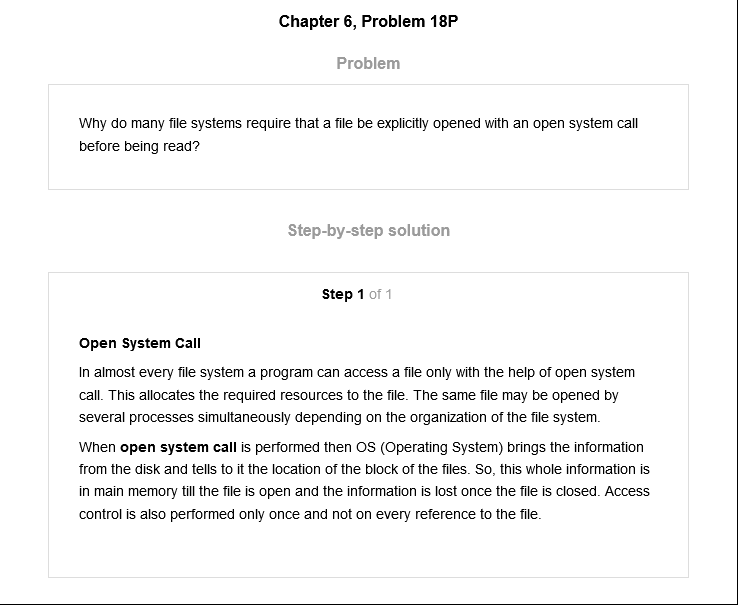 Chapter 6, Problem 18P
Problem
Why do many file systems require that a file be explicitly opened with an open system call
before being read?
Step-by-step solution
Step 1 of 1
Open System Call
In almost every file system a program can access a file only with the help of open system
call. This allocates the required resources to the file. The same file may be opened by
several processes simultaneously depending on the organization of the file system.
When open system call is performed then OS (Operating System) brings the information
from the disk and tells to it the location of the block of the files. So, this whole information is
in main memory till the file is open and the information is lost once the file is closed. Access
control is also performed only once and not on every reference to the file.